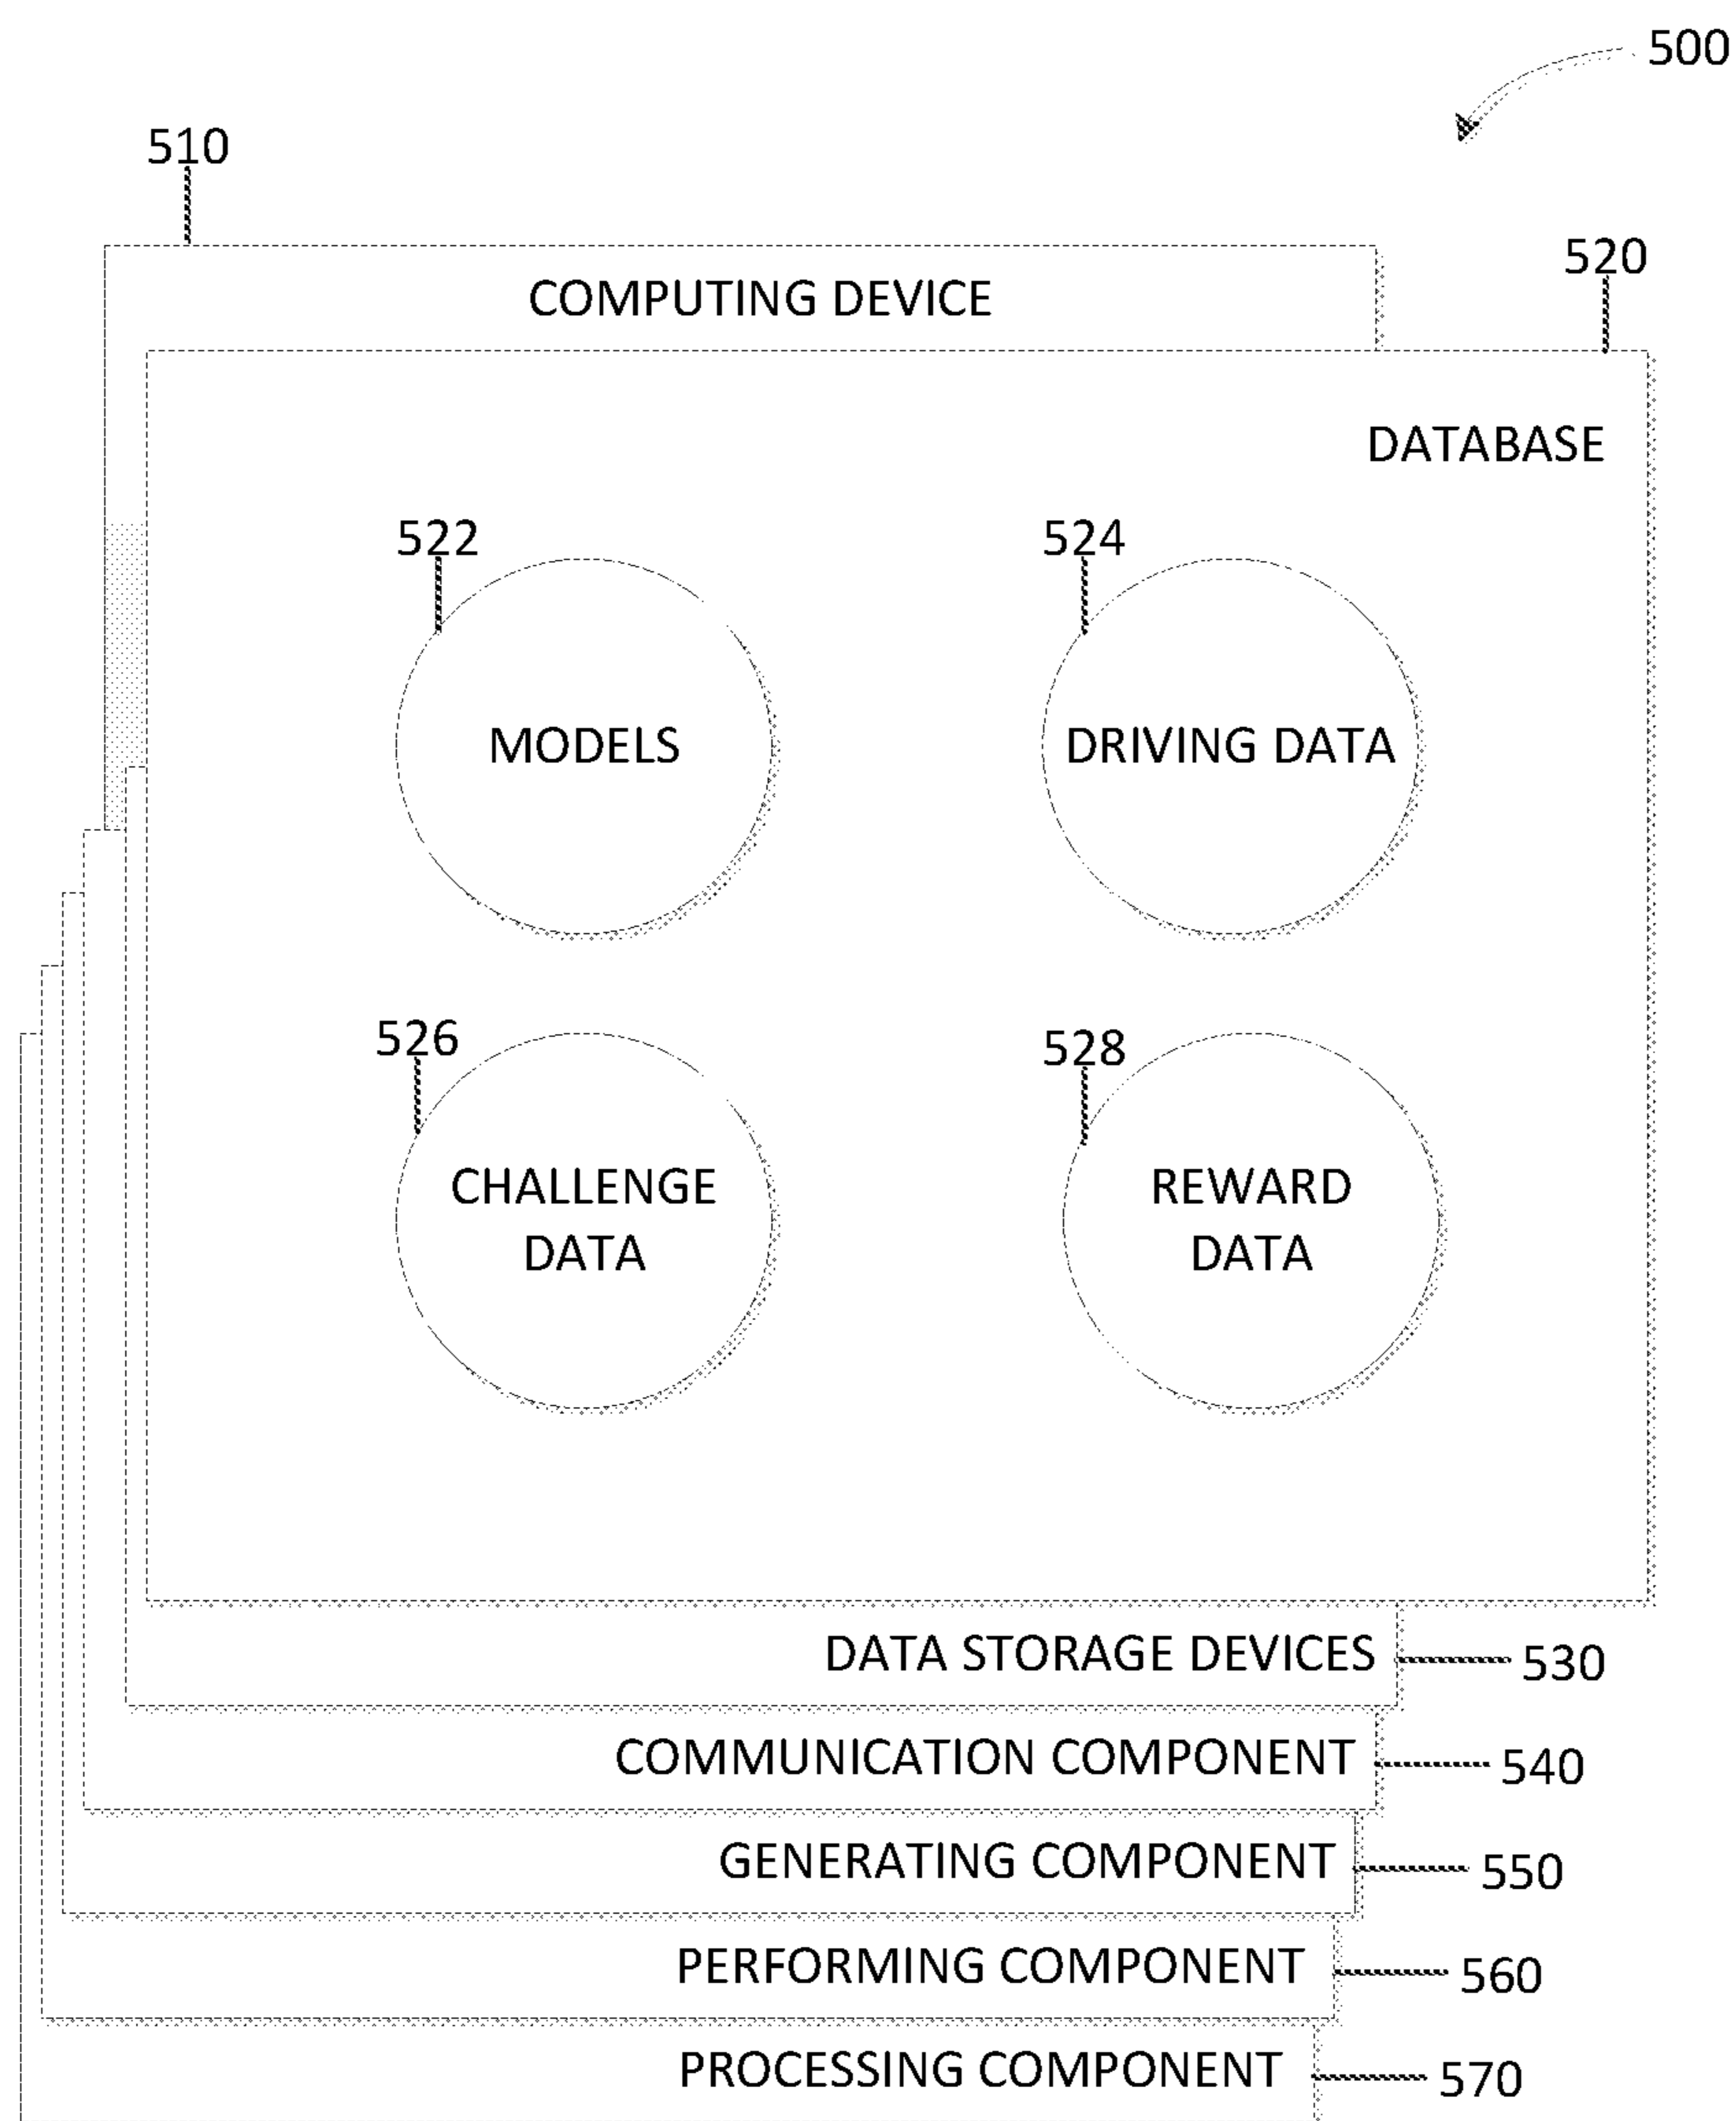 500
510
COMPUTING DEVICE
520
DATABASE
522
524
MODELS
DRIVING DATA
526
528
CHALLENGE
DATA
REWARD
DATA
DATA STORAGE DEVICES
530
COMMUNICATION COMPONENT
540
GENERATING COMPONENT
550
PERFORMING COMPONENT
560
PROCESSING COMPONENT
570